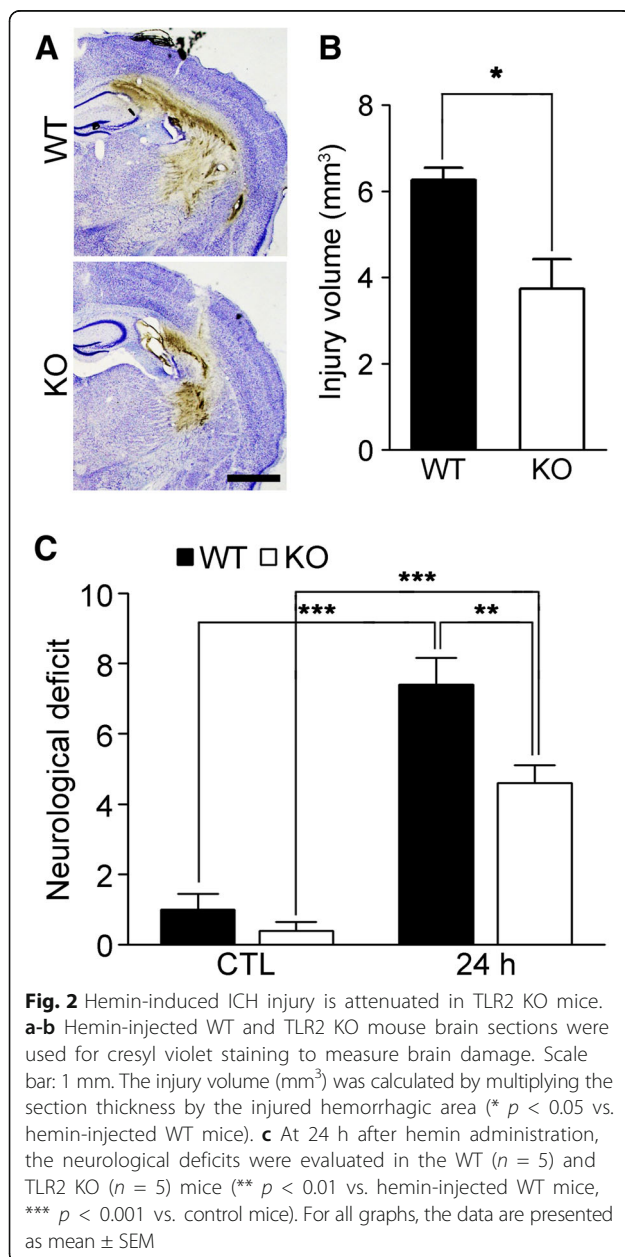 A
B
WT
KO
*
8
6
4
2
0
Injury volume (mm³)
WT
KO
C
WT KO
***
*** **
10
8
6
4
2
0
Neurological deficit
CTL
24 h
Fig. 2 Hemin-induced ICH injury is attenuated in TLR2 KO mice.
a-b Hemin-injected WT and TLR2 KO mouse brain sections were
used for cresyl violet staining to measure brain damage. Scale
bar: 1 mm. The injury volume (mm³) was calculated by multiplying the
section thickness by the injured hemorrhagic area (* p < 0.05 vs.
hemin-injected WT mice). c At 24 h after hemin administration,
the neurological deficits were evaluated in the WT (n = 5) and
TLR2 KO (n = 5) mice (** p < 0.01 vs. hemin-injected WT mice,
*** p < 0.001 vs. control mice). For all graphs, the data are presented
as mean ± SEM